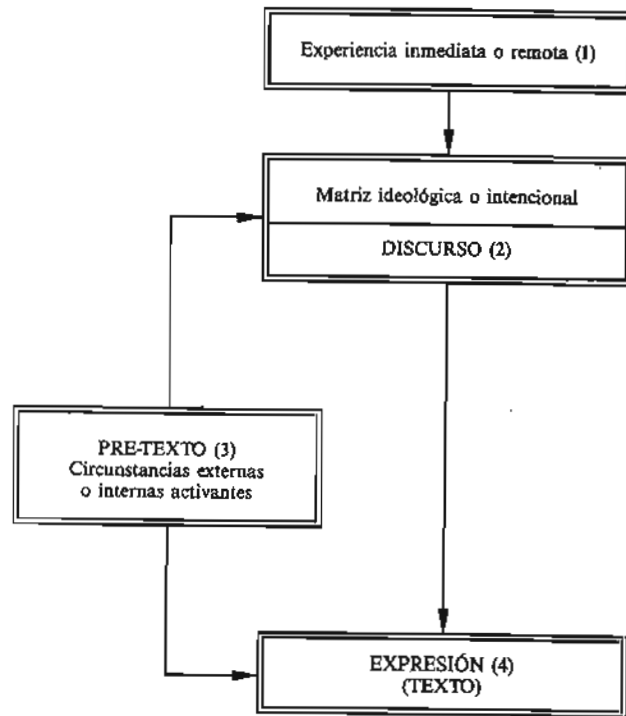 Experiencia inmediata o remota (1)
Matriz ideológica o intencional
DISCURSO (2)
PRE-TEXTO (3)
Circunstancias externas
o internas activantes
EXPRESIÓN (4)
(TEXTO)